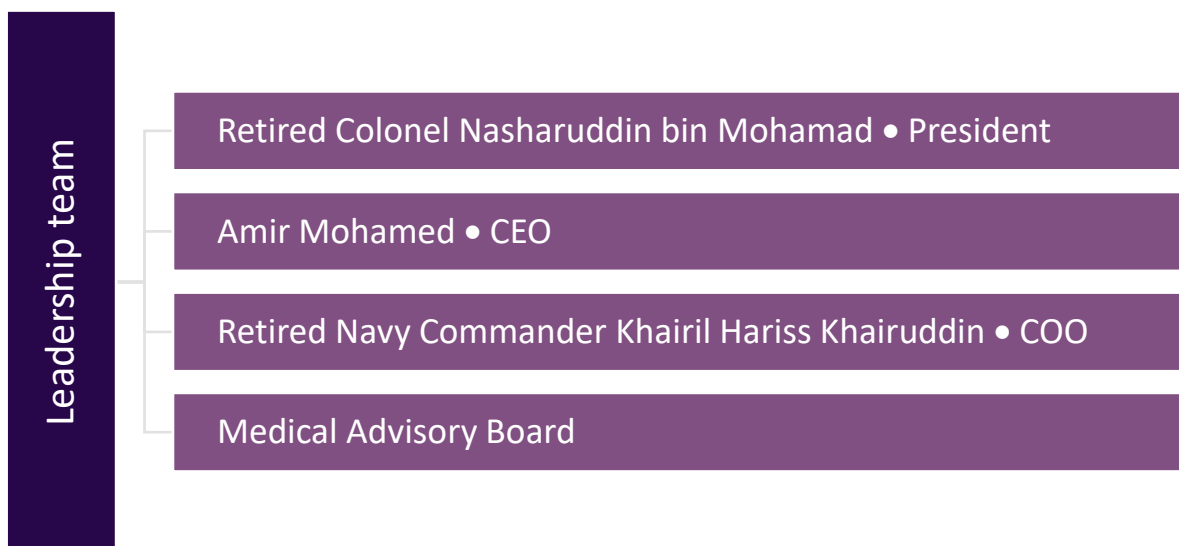 Leadership team
Retired Colonel Nasharuddin bin Mohamad • President
Amir Mohamed • CEO
Retired Navy Commander Khairil Hariss Khairuddin • COO
Medical Advisory Board